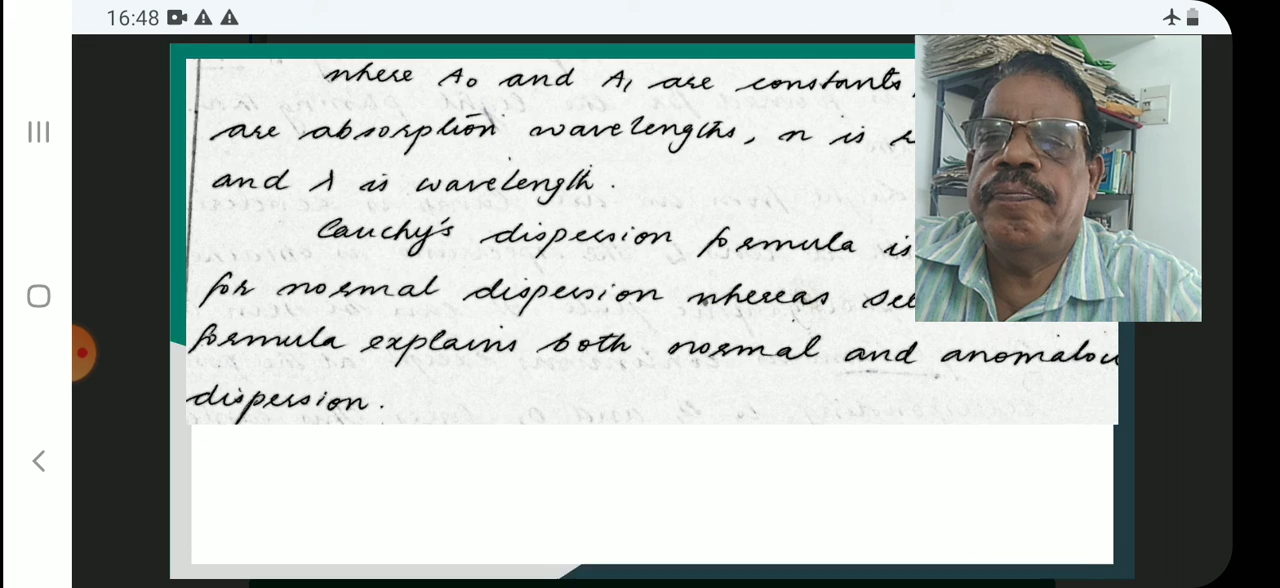 16:48
where A₀ and A₁ are constants,
are absorption wavelengths, n is
and λ is wavelength.
Cauchy's dispersion formula is
for normal dispersion whereas
formula explains both normal and anomalou
dispersion.